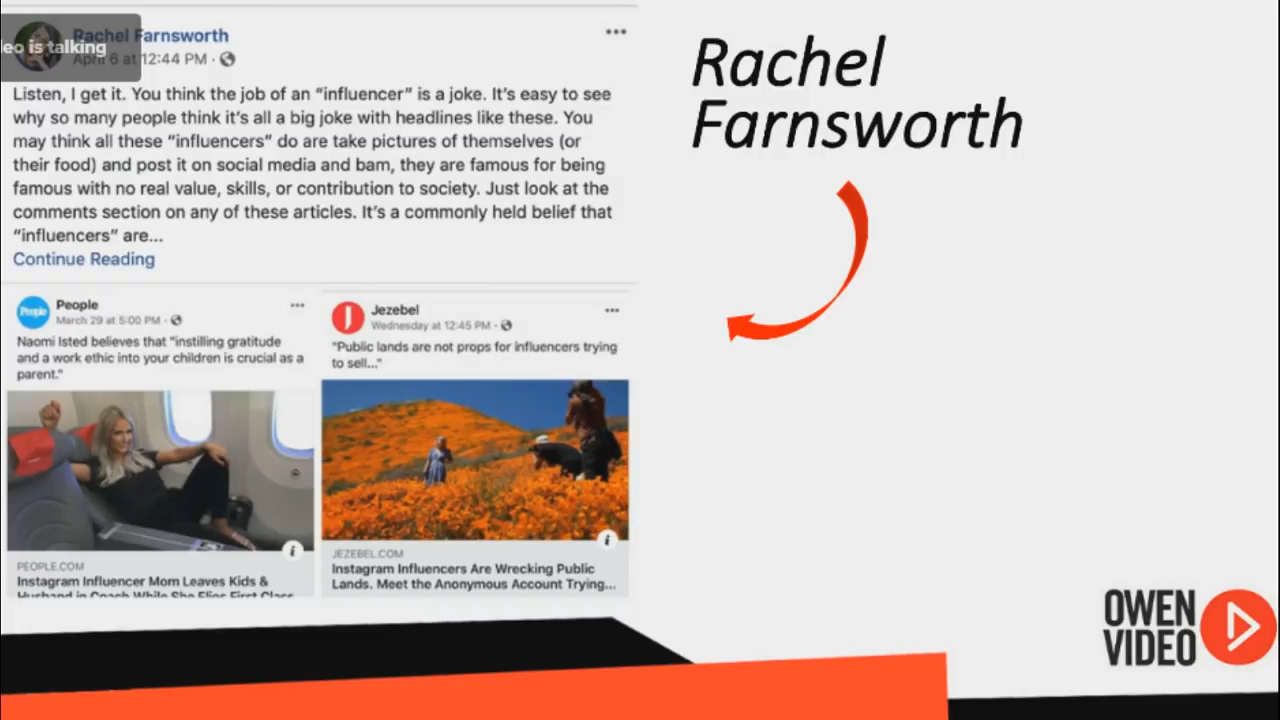 Rachel Farnsworth
eo is talking
April 6 at 12:44 PM ·
Listen, I get it. You think the job of an “influencer” is a joke. It’s easy to see
why so many people think it’s all a big joke with headlines like these. You
may think all these “influencers” do are take pictures of themselves (or
their food) and post it on social media and bam, they are famous for being
famous with no real value, skills, or contribution to society. Just look at the
comments section on any of these articles. It’s a commonly held belief that
“influencers” are...
Continue Reading
People
People
March 29 at 5:00 PM ·
Naomi Isted believes that "instilling gratitude
and a work ethic into your children is crucial as a
parent."
PEOPLE.COM
Instagram Influencer Mom Leaves Kids &
Husband in Coach While She Flies First Class
J
Jezebel
Wednesday at 12:45 PM ·
"Public lands are not props for influencers trying
to sell..."
JEZEBEL.COM
Instagram Influencers Are Wrecking Public
Lands. Meet the Anonymous Account Trying...
Rachel
Farnsworth
OWEN
VIDEO